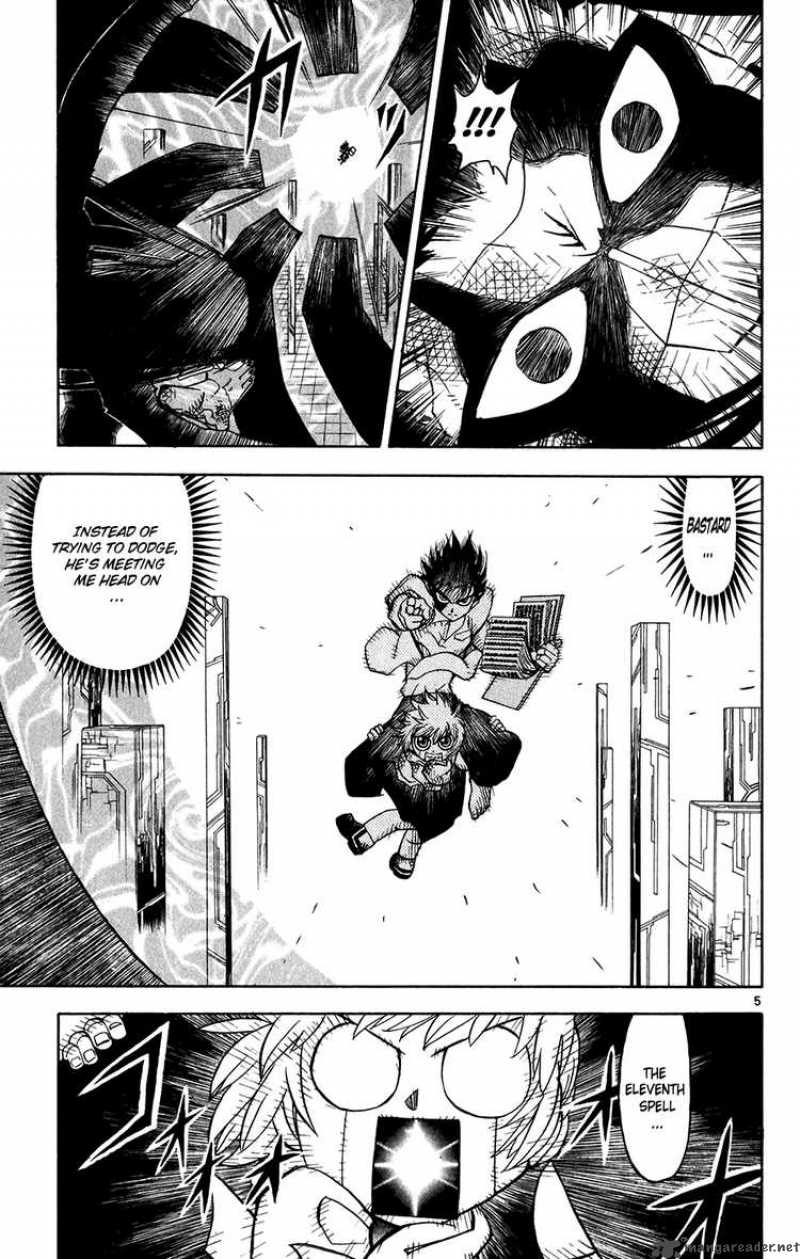 !!!
BASTARD
...
INSTEAD OF
TRYING TO DODGE,
HE'S MEETING
ME HEAD ON
...
5
THE
ELEVENTH
SPELL
...
mangareader.net